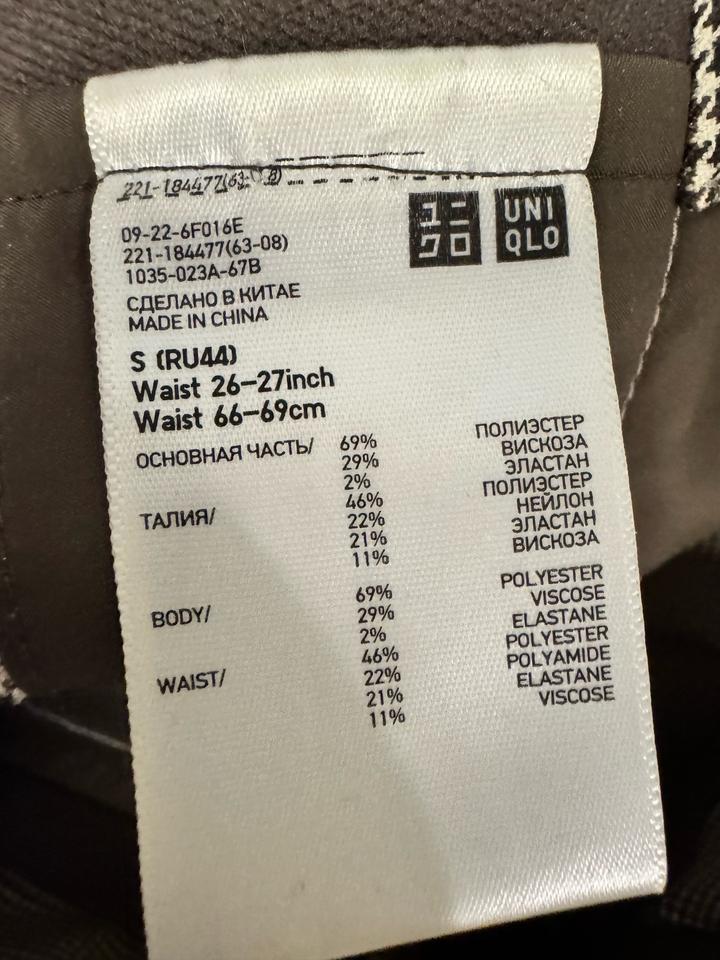 221-184477(63-08)
ユニ
クロ
UNI
QLO
09-22-6F016E
221-184477(63-08)
1035-023A-67B
СДЕЛАНО В КИТАЕ
MADE IN CHINA
S (RU44)
Waist 26–27inch
Waist 66–69cm
ОСНОВНАЯ ЧАСТЬ/ 69% ПОЛИЭСТЕР
29% ВИСКОЗА
2% ЭЛАСТАН
ТАЛИЯ/ 46% ПОЛИЭСТЕР
22% НЕЙЛОН
21% ЭЛАСТАН
11% ВИСКОЗА
BODY/ 69% POLYESTER
29% VISCOSE
2% ELASTANE
WAIST/ 46% POLYESTER
22% POLYAMIDE
21% ELASTANE
11% VISCOSE